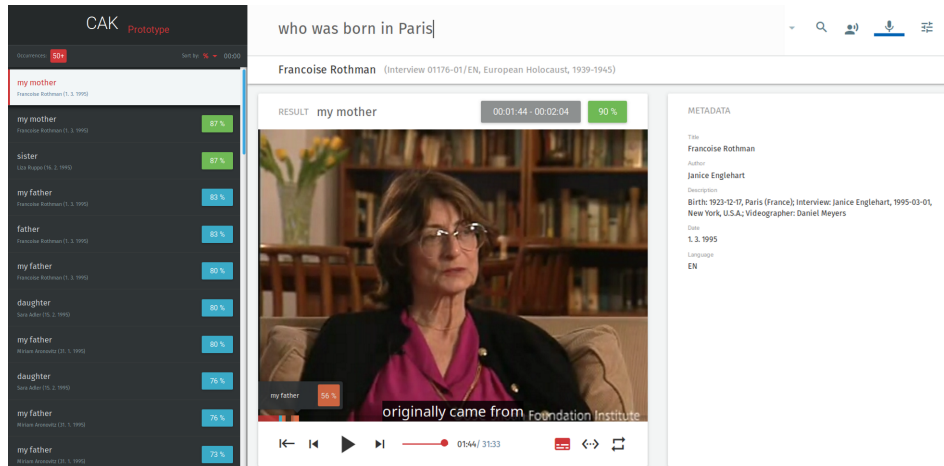 CAK Prototype
Occurrences: 50+ Sort by: % 00:00
my mother
Francoise Rothman (1. 3. 1995)
my mother
Francoise Rothman (1. 3. 1995)
87 %
sister
Liza Ruppo (16. 2. 1995)
87 %
my father
Francoise Rothman (1. 3. 1995)
83 %
father
Francoise Rothman (1. 3. 1995)
83 %
my father
Francoise Rothman (1. 3. 1995)
80 %
daughter
Sara Adler (15. 2. 1995)
80 %
my father
Miriam Aronowitz (31. 1. 1995)
80 %
daughter
Sara Adler (15. 2. 1995)
76 %
my father
Miriam Aronowitz (31. 1. 1995)
76 %
my father
Miriam Aronowitz (31. 1. 1995)
73 %
who was born in Paris
Francoise Rothman (Interview 01176-01/EN, European Holocaust, 1939-1945)
RESULT my mother 00:01:44 - 00:02:04 90 %
my father 56 %
originally came from
Foundation Institute
01:44 / 31:33
METADATA
Title
Francoise Rothman
Author
Janice Englehart
Description
Birth: 1923-12-17, Paris (France); Interview: Janice Englehart, 1995-03-01,
New York, U.S.A.; Videographer: Daniel Meyers
Date
1. 3. 1995
Language
EN